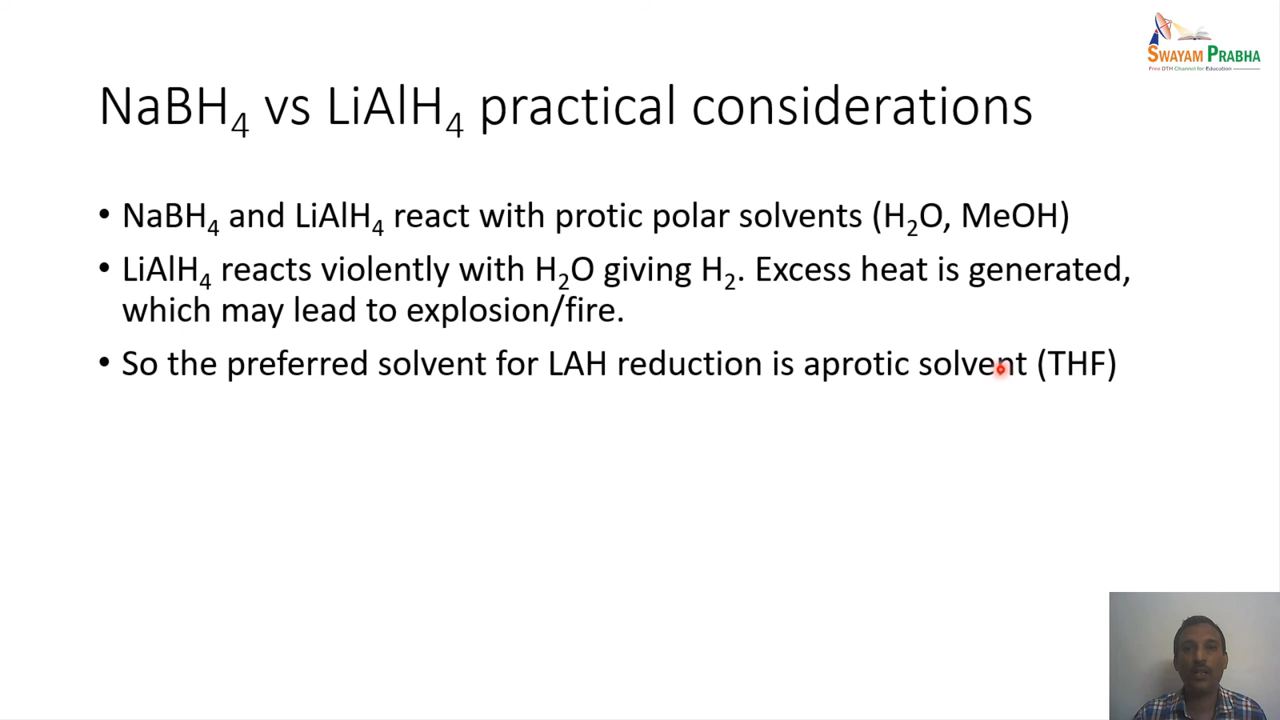 SWAYAM PRABHA
Free DTH Channel for Education
NaBH₄ vs LiAlH₄ practical considerations
• NaBH₄ and LiAlH₄ react with protic polar solvents (H₂O, MeOH)
• LiAlH₄ reacts violently with H₂O giving H₂. Excess heat is generated,
which may lead to explosion/fire.
• So the preferred solvent for LAH reduction is aprotic solvent (THF)